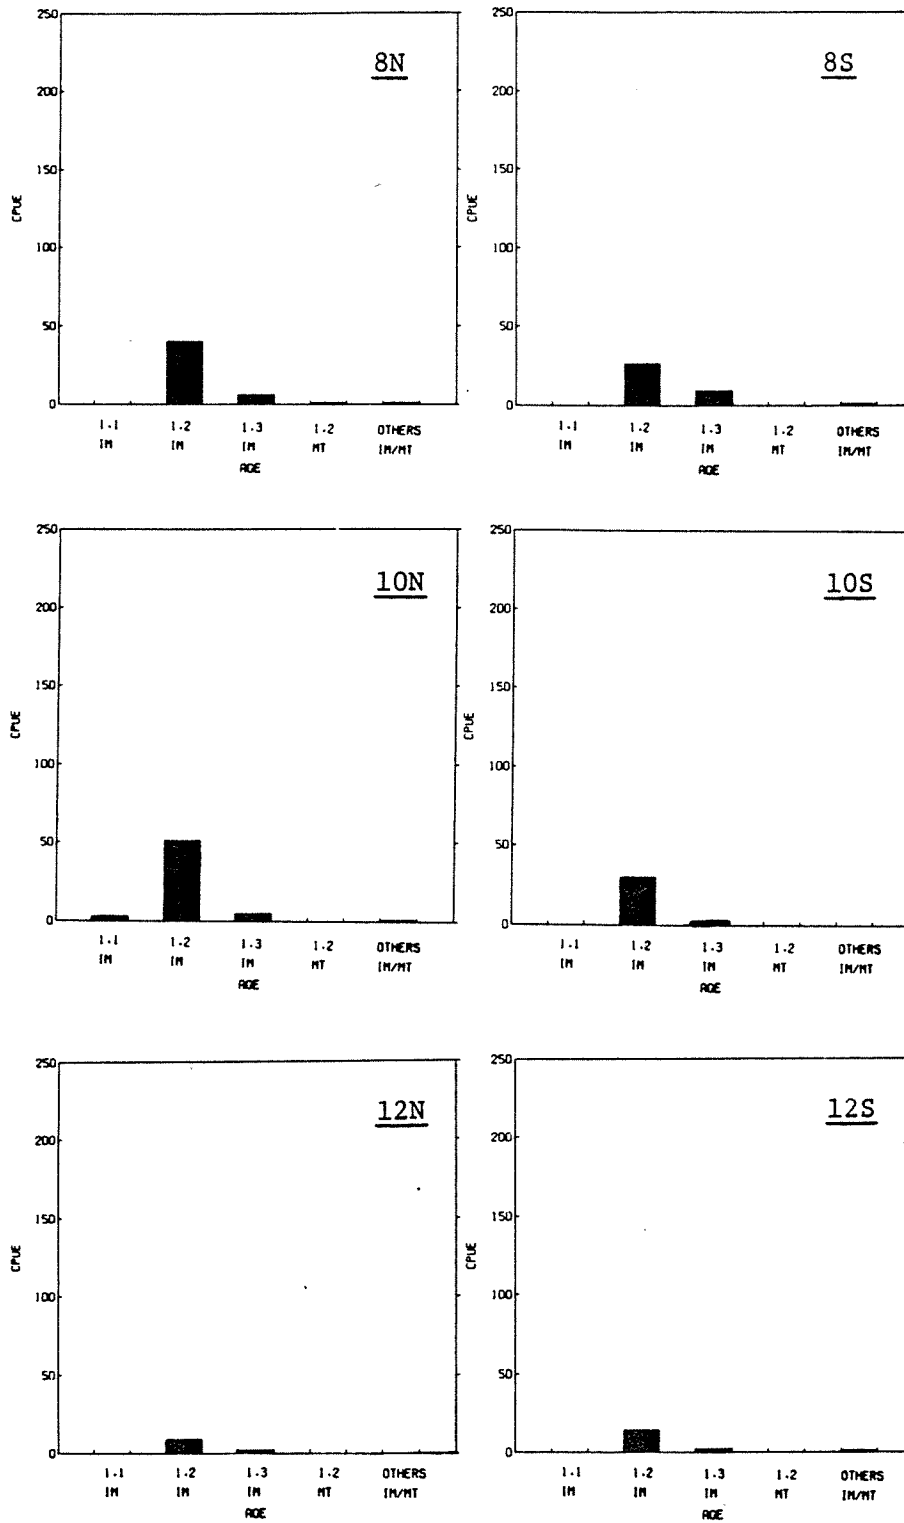 250
200
150
100
50
0
CPUE
8N
1.1 1.2 1.3 1.2 OTHERS
IM IM IM MT IM/MT
AGE
250
200
150
100
50
0
CPUE
8S
1.1 1.2 1.3 1.2 OTHERS
IM IM IM MT IM/MT
AGE
250
200
150
100
50
0
CPUE
10N
1.1 1.2 1.3 1.2 OTHERS
IM IM IM MT IM/MT
AGE
250
200
150
100
50
0
CPUE
10S
1.1 1.2 1.3 1.2 OTHERS
IM IM IM MT IM/MT
AGE
250
200
150
100
50
0
CPUE
12N
1.1 1.2 1.3 1.2 OTHERS
IM IM IM MT IM/MT
AGE
250
200
150
100
50
0
CPUE
12S
1.1 1.2 1.3 1.2 OTHERS
IM IM IM MT IM/MT
AGE